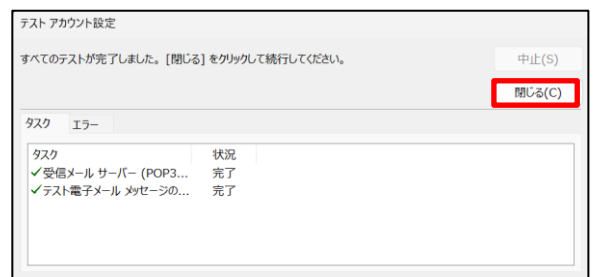 テスト アカウント設定
すべてのテストが完了しました。[閉じる] をクリックして続行してください。
中止(S)
閉じる(C)
タスク エラー
タスク 状況
✓受信メール サーバー (POP3... 完了
✓テスト電子メール メッセージの... 完了